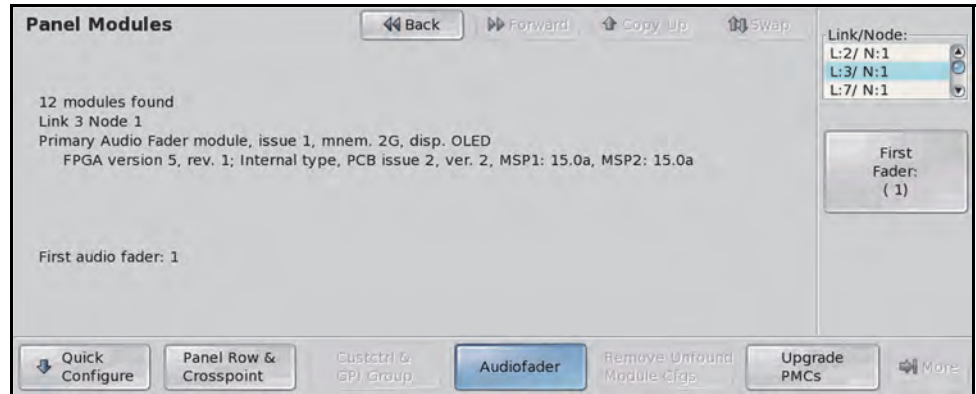 Panel Modules
Back
Forward
Copy Up
Swap
Link/Node:
L:2/ N:1
L:3/ N:1
L:7/ N:1
12 modules found
Link 3 Node 1
Primary Audio Fader module, issue 1, mnem. 2G, disp. OLED
FPGA version 5, rev. 1; Internal type, PCB issue 2, ver. 2, MSP1: 15.0a, MSP2: 15.0a
First
Fader:
( 1)
First audio fader: 1
Quick
Configure
Panel Row &
Crosspoint
Custctrl &
GPI Group
Audiofader
Remove Unfound
Module Cfgs
Upgrade
PMCs
More